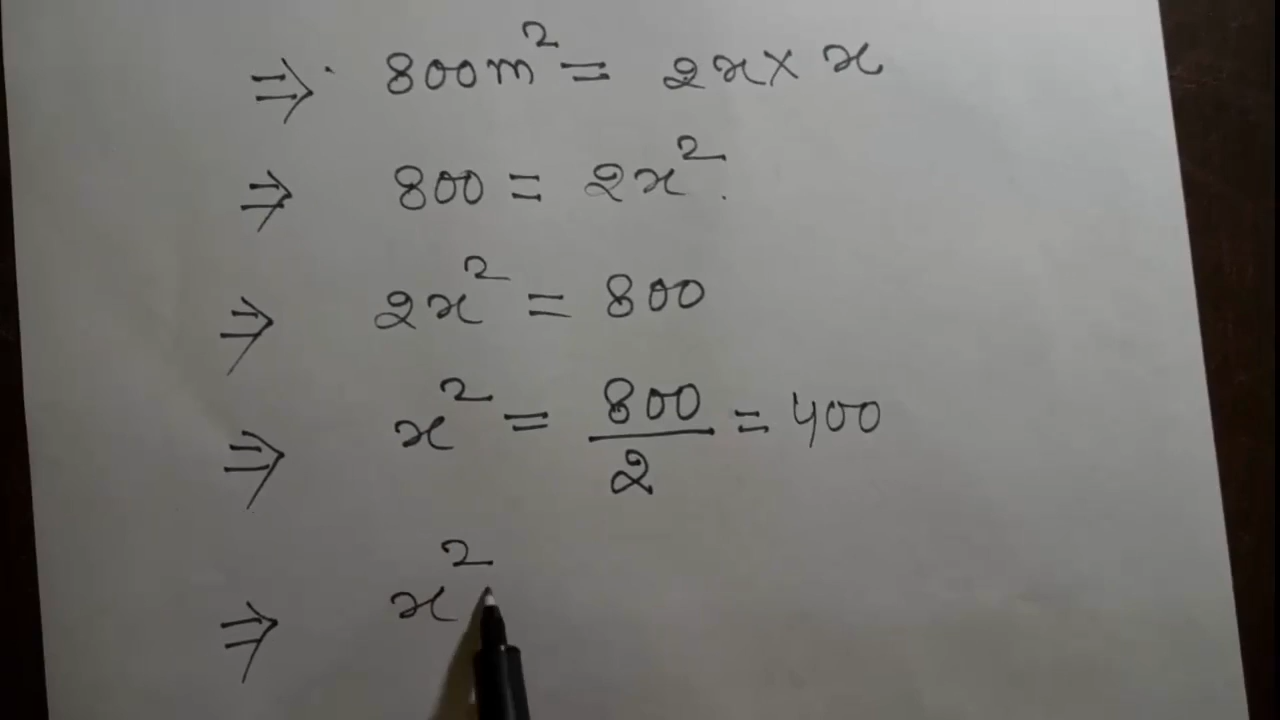 ⇒ 800m² = 2x × x
⇒ 800 = 2x².
⇒ 2x² = 800
⇒ x² = 800/2 = 400
⇒ x²